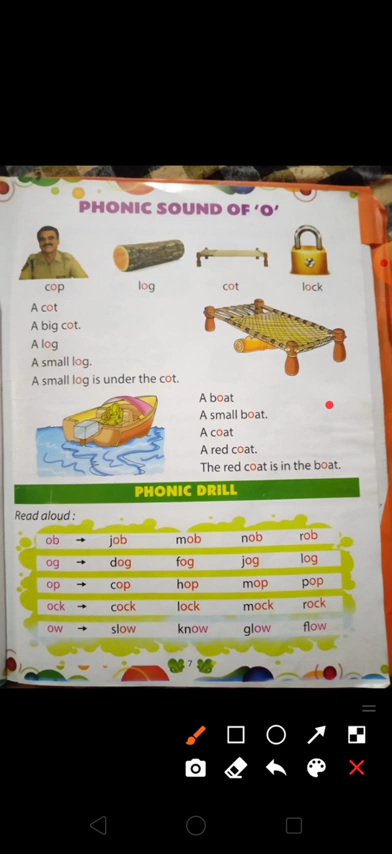 PHONIC SOUND OF 'O'
cop log cot lock
A cot
A big cot.
A log
A small log.
A small log is under the cot.
A boat
A small boat.
A coat
A red coat.
The red coat is in the boat.
PHONIC DRILL
Read aloud :
ob → job mob nob rob
og → dog fog jog log
op → cop hop mop pop
ock → cock lock mock rock
ow → slow know glow flow
7